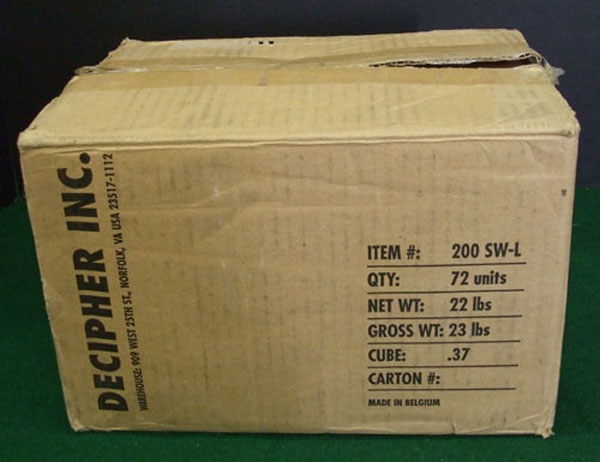 DECIPHER INC.
WAREHOUSE: 909 WEST 25TH ST., NORFOLK, VA USA 23517-1112
ITEM #: 200 SW-L
QTY: 72 units
NET WT: 22 lbs
GROSS WT: 23 lbs
CUBE: .37
CARTON #:
MADE IN BELGIUM